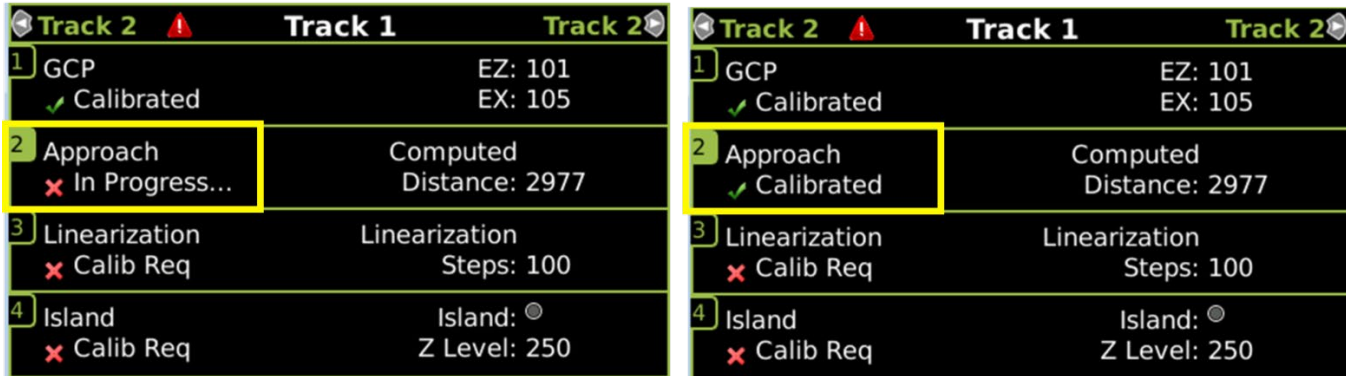 Track 2 Track 1 Track 2
1 GCP EZ: 101
Calibrated EX: 105
2 Approach Computed
In Progress... Distance: 2977
3 Linearization Linearization
Calib Req Steps: 100
4 Island Island:
Calib Req Z Level: 250
Track 2 Track 1 Track 2
1 GCP EZ: 101
Calibrated EX: 105
2 Approach Computed
Calibrated Distance: 2977
3 Linearization Linearization
Calib Req Steps: 100
4 Island Island:
Calib Req Z Level: 250